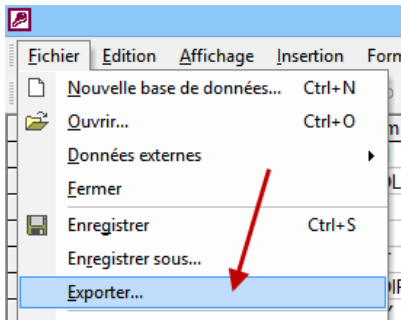 Fichier Edition Affichage Insertion Form
Nouvelle base de données... Ctrl+N
Ouvrir... Ctrl+O
Données externes
Fermer
Enregistrer Ctrl+S
Enregistrer sous...
Exporter...